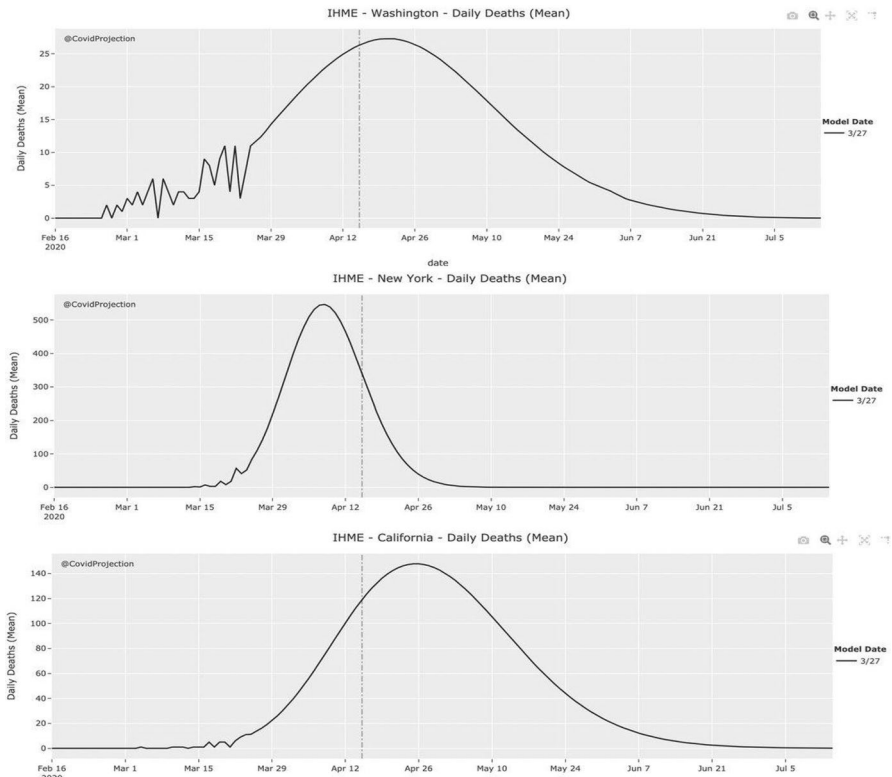 IHME - Washington - Daily Deaths (Mean)
@CovidProjection
Daily Deaths (Mean)
25
20
15
10
5
0
Model Date
3/27
Feb 16 Mar 1 Mar 15 Mar 29 Apr 12 Apr 26 May 10 May 24 Jun 7 Jun 21 Jul 5
2020
date
IHME - New York - Daily Deaths (Mean)
@CovidProjection
Daily Deaths (Mean)
500
400
300
200
100
0
Model Date
3/27
Feb 16 Mar 1 Mar 15 Mar 29 Apr 12 Apr 26 May 10 May 24 Jun 7 Jun 21 Jul 5
2020
IHME - California - Daily Deaths (Mean)
@CovidProjection
Daily Deaths (Mean)
140
120
100
80
60
40
20
0
Model Date
3/27
Feb 16 Mar 1 Mar 15 Mar 29 Apr 12 Apr 26 May 10 May 24 Jun 7 Jun 21 Jul 5
2020